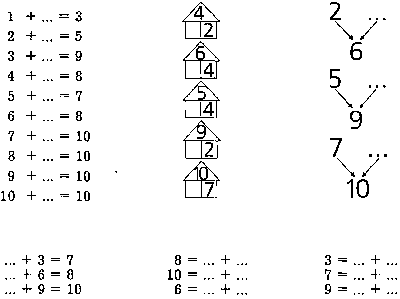 1 + ... = 3
2 + ... = 5
3 + ... = 9
4 + ... = 8
5 + ... = 7
6 + ... = 8
7 + ... = 10
8 + ... = 10
9 + ... = 10
10 + ... = 10
4
2
6
4
5
4
9
2
10
7
2 ...
6
5 ...
9
7 ...
10
... + 3 = 7
... + 6 = 8
... + 9 = 10
8 = ... + ...
10 = ... + ...
6 = ... + ...
3 = ... + ...
7 = ... + ...
9 = ... + ...